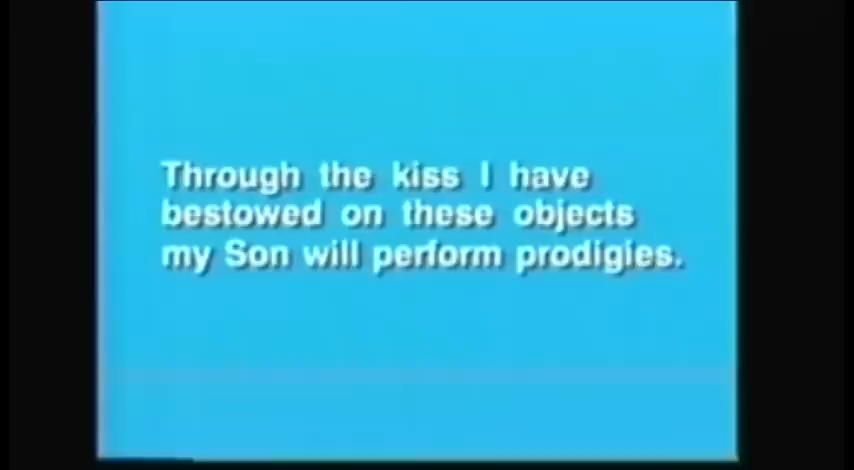 Through the kiss I have
bestowed on these objects
my Son will perform prodigies.